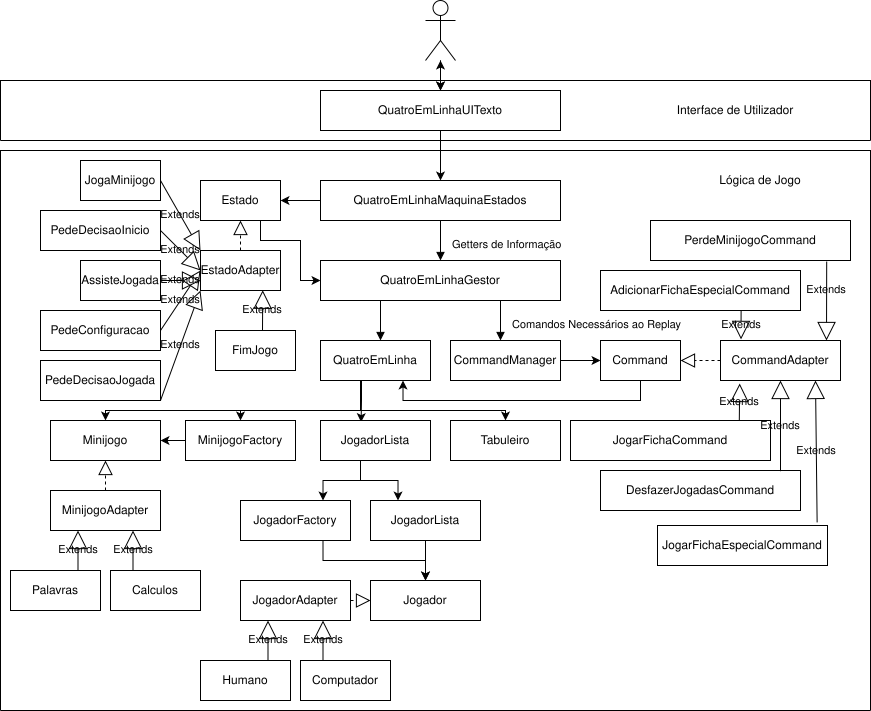 QuatroEmLinhaUITexto
Interface de Utilizador
JogaMinijogo
Estado
QuatroEmLinhaMaquinaEstados
Lógica de Jogo
Extends
PedeDecisaoInicio
Getters de Informação
PerdeMinijogoCommand
Extends
EstadoAdapter
AssisteJogada
Extends
QuatroEmLinhaGestor
AdicionarFichaEspecialCommand
Extends
Extends
Extends
PedeConfiguracao
Comandos Necessários ao Replay
Extends
Extends
FimJogo
QuatroEmLinha
CommandManager
Command
CommandAdapter
PedeDecisaoJogada
Extends
Minijogo
MinijogoFactory
JogadorLista
Tabuleiro
JogarFichaCommand
Extends
Extends
DesfazerJogadasCommand
MinijogoAdapter
JogadorFactory
JogadorLista
JogarFichaEspecialCommand
Extends
Extends
Palavras
Calculos
JogadorAdapter
Jogador
Extends
Extends
Humano
Computador